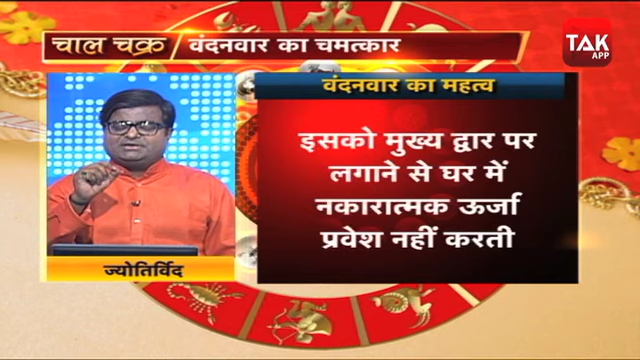 चाल चक्र
वंदनवार का चमत्कार
TAK
APP
वंदनवार का महत्व
इसको मुख्य द्वार पर
लगाने से घर में
नकारात्मक ऊर्जा
प्रवेश नहीं करती
ज्योतिर्विद